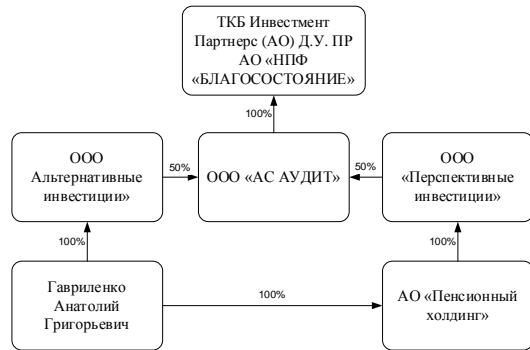 ТКБ Инвестмент
Партнерс (АО) Д.У. ПР
АО «НПФ
«БЛАГОСОСТОЯНИЕ»
100%
ООО
Альтернативные
инвестиции»
50%
ООО «АС АУДИТ»
50%
ООО
«Перспективные
инвестиции»
100%
100%
Гавриленко
Анатолий
Григорьевич
100%
АО «Пенсионный
холдинг»